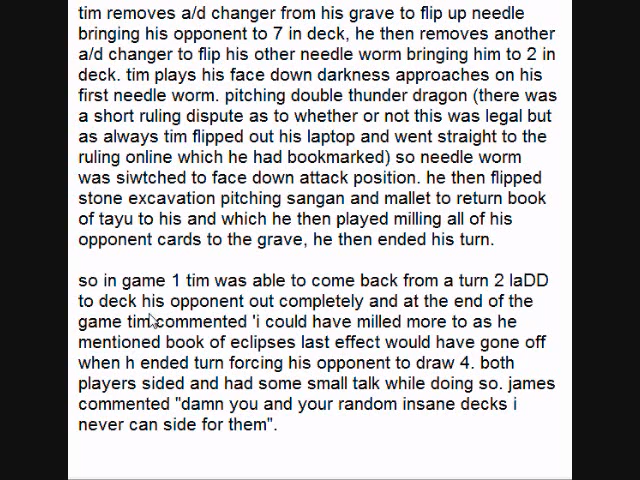 tim removes a/d changer from his grave to flip up needle
bringing his opponent to 7 in deck, he then removes another
a/d changer to flip his other needle worm bringing him to 2 in
deck. tim plays his face down darkness approaches on his
first needle worm. pitching double thunder dragon (there was
a short ruling dispute as to whether or not this was legal but
as always tim flipped out his laptop and went straight to the
ruling online which he had bookmarked) so needle worm
was siwtched to face down attack position. he then flipped
stone excavation pitching sangan and mallet to return book
of tayu to his and which he then played milling all of his
opponent cards to the grave, he then ended his turn.
so in game 1 tim was able to come back from a turn 2 laDD
to deck his opponent out completely and at the end of the
game tim commented 'i could have milled more to as he
mentioned book of eclipses last effect would have gone off
when h ended turn forcing his opponent to draw 4. both
players sided and had some small talk while doing so. james
commented "damn you and your random insane decks i
never can side for them".